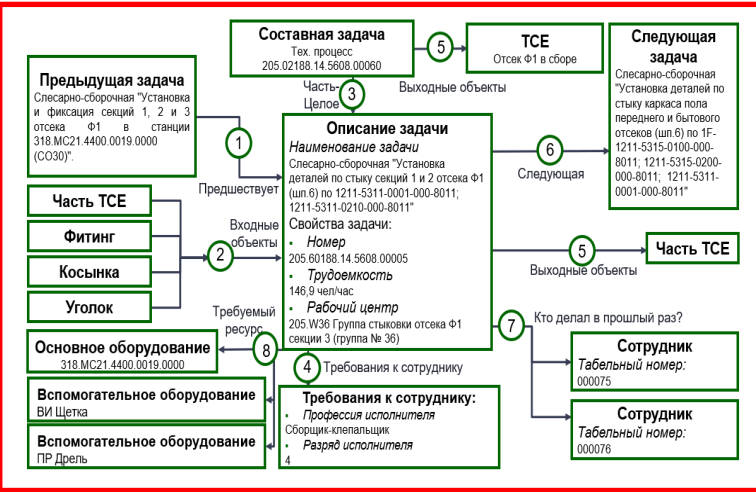 Составная задача
Тех. процесс
205.02188.14.5608.00060
5
Выходные объекты
ТСЕ
Отсек Ф1 в сборе
Следующая
задача
Слесарно-сборочная
"Установка деталей по
стыку каркаса пола
переднего и бытового
отсеков (шп.6) по 1F-
1211-5315-0100-000-
8011; 1211-5315-0200-
000-8011; 1211-5311-
0001-000-8011"
Предыдущая задача
Слесарно-сборочная "Установка
и фиксация секций 1, 2 и 3
отсека Ф1 в станции
318.МС21.4400.0019.0000
(СО30)".
Часть-
Целое
3
1
Предшествует
Описание задачи
Наименование задачи
Слесарно-сборочная "Установка
деталей по стыку секций 1 и 2 отсека Ф1
(шп.6) по 1211-5311-0001-000-8011;
1211-5311-0210-000-8011"
Свойства задачи:
▪ Номер
205.60188.14.5608.00005
▪ Трудоемкость
146,9 чел/час
▪ Рабочий центр
205.W36 Группа стыковки отсека Ф1
секции 3 (группа № 36)
6
Следующая
Часть ТСЕ
Фитинг
Косынка
Уголок
Входные
объекты
2
5
Выходные объекты
Часть ТСЕ
Требуемый
ресурс
8
7
Кто делал в прошлый раз?
Основное оборудование
318.МС21.4400.0019.0000
Вспомогательное оборудование
ВИ Щетка
Вспомогательное оборудование
ПР Дрель
4
Требования к сотруднику
Требования к сотруднику:
▪ Профессия исполнителя
Сборщик-клепальщик
▪ Разряд исполнителя
4
Сотрудник
Табельный номер:
000075
Сотрудник
Табельный номер:
000076